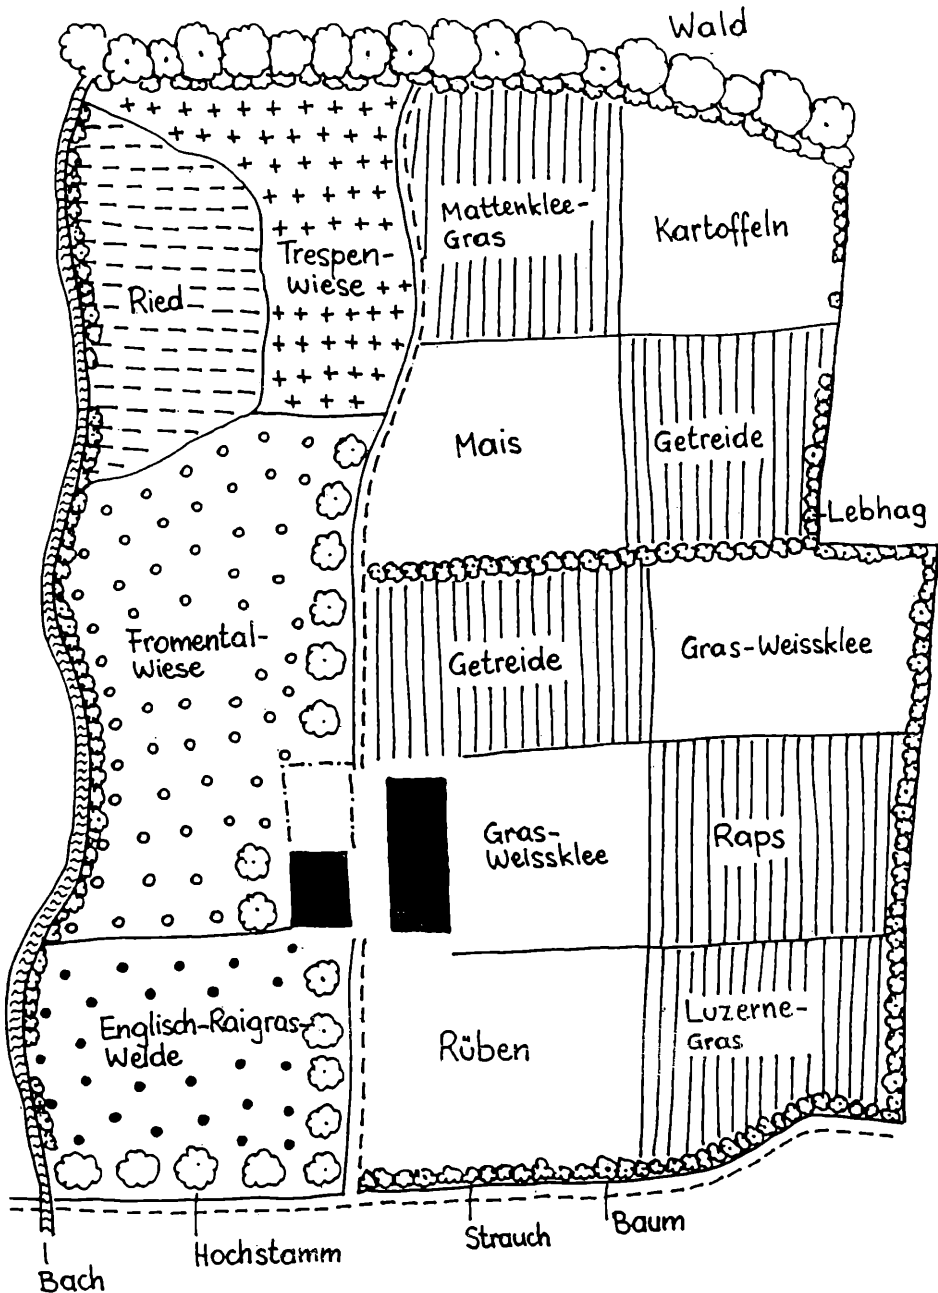 Wald
Mattenklee-
Gras
Kartoffeln
Trespen-
wiese
Ried
Mais
Getreide
Lebhag
Fromental-
wiese
Getreide
Gras-Weissklee
Gras-
Weissklee
Raps
Englisch-Raigras-
Weide
Rüben
Luzerne-
Gras
Hochstamm
Strauch
Baum
Bach